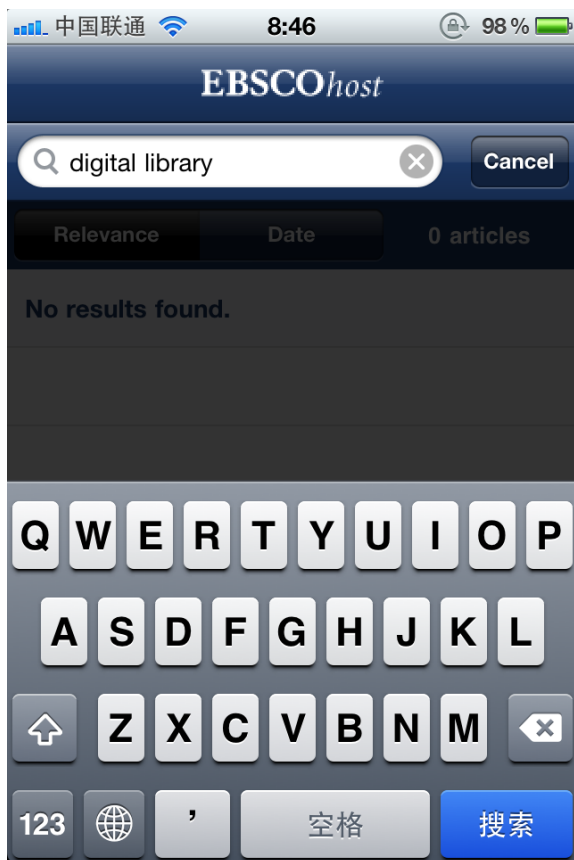 中国联通 8:46 98%
EBSCOhost
digital library Cancel
Relevance Date 0 articles
No results found.
Q W E R T Y U I O P
A S D F G H J K L
Z X C V B N M
123 ， 空格 搜索